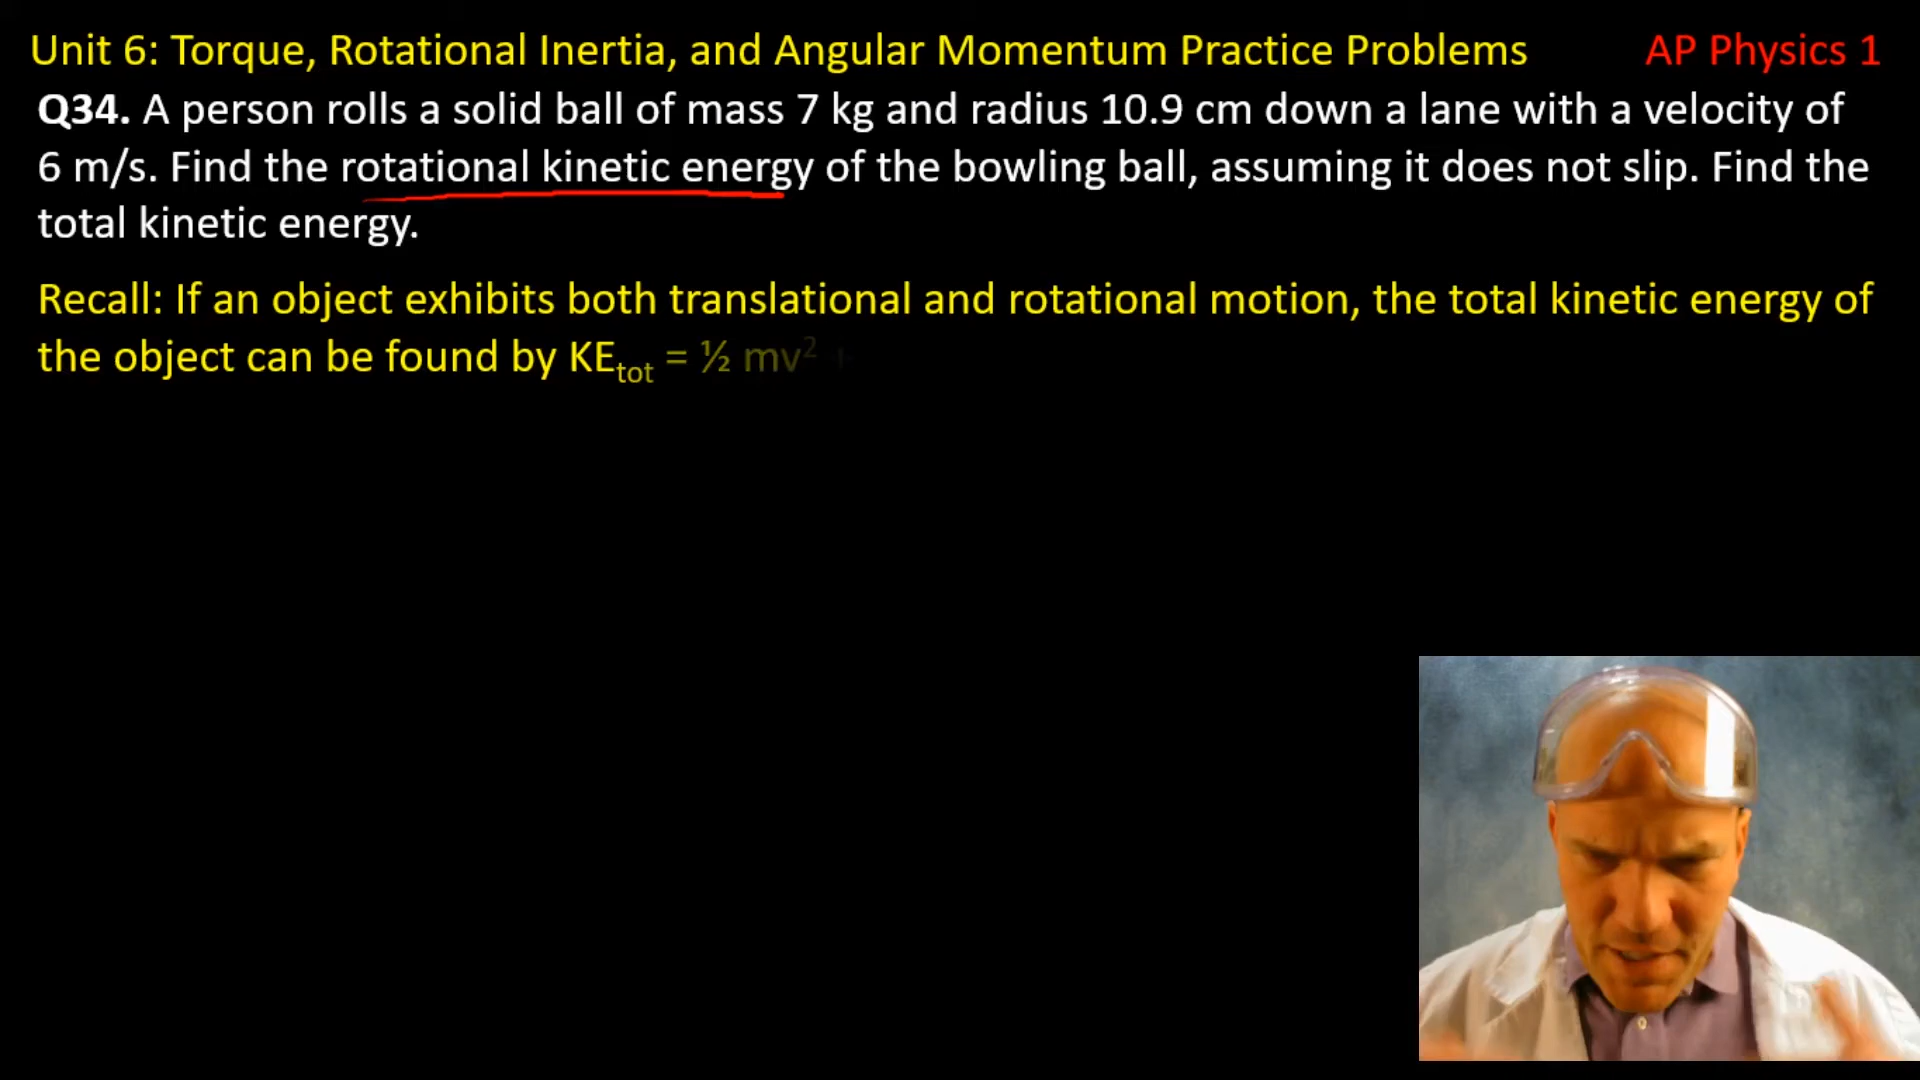 Unit 6: Torque, Rotational Inertia, and Angular Momentum Practice Problems AP Physics 1
Q34. A person rolls a solid ball of mass 7 kg and radius 10.9 cm down a lane with a velocity of
6 m/s. Find the rotational kinetic energy of the bowling ball, assuming it does not slip. Find the
total kinetic energy.
Recall: If an object exhibits both translational and rotational motion, the total kinetic energy of
the object can be found by KEtot = ½ mv²